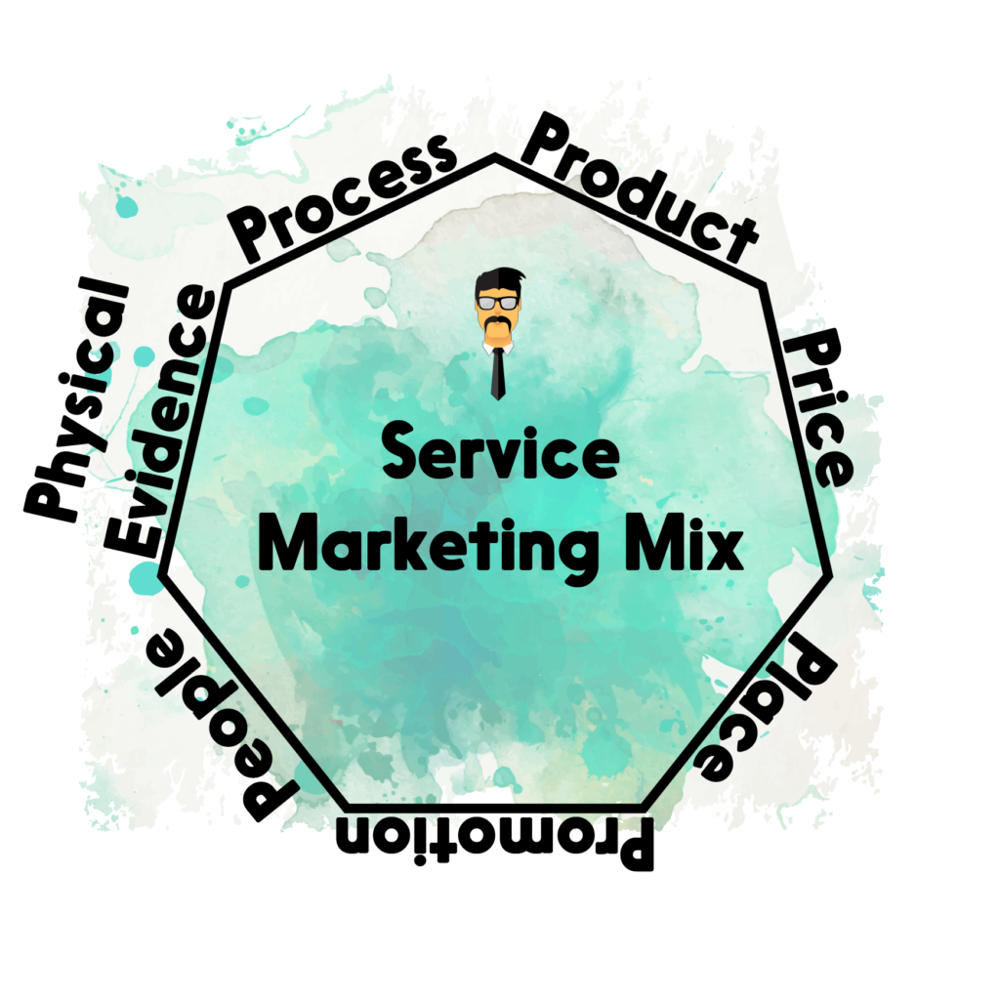 Service
Marketing Mix
Product
Price
Place
Promotion
People
Physical
Evidence
Process